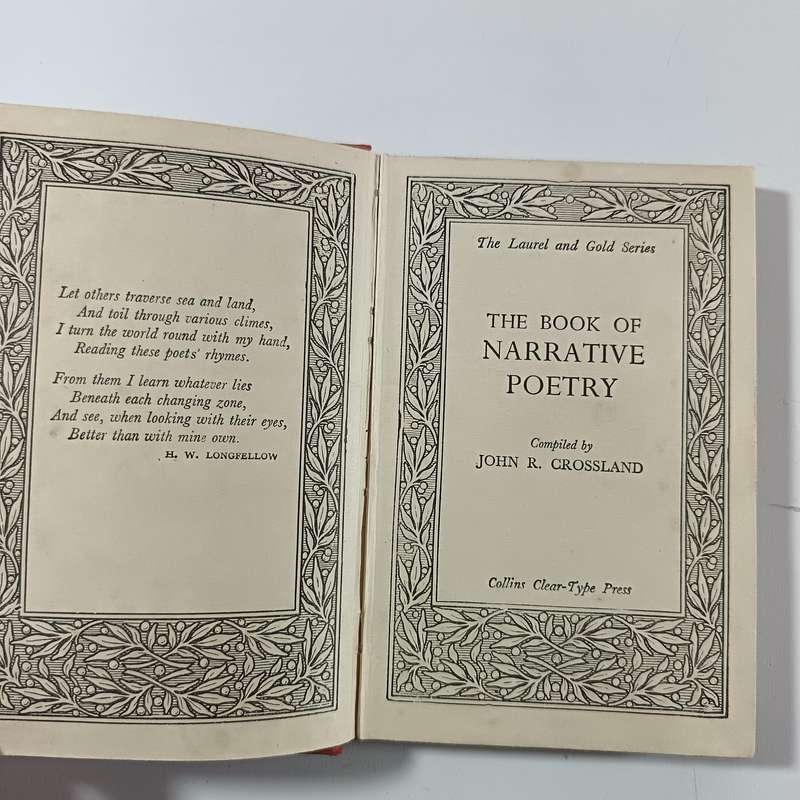 Let others traverse sea and land,
And toil through various climes,
I turn the world round with my hand,
Reading these poets' rhymes.
From them I learn whatever lies
Beneath each changing zone,
And see, when looking with their eyes,
Better than with mine own.
H. W. LONGFELLOW
The Laurel and Gold Series
THE BOOK OF
NARRATIVE
POETRY
Compiled by
JOHN R. CROSSLAND
Collins Clear-Type Press